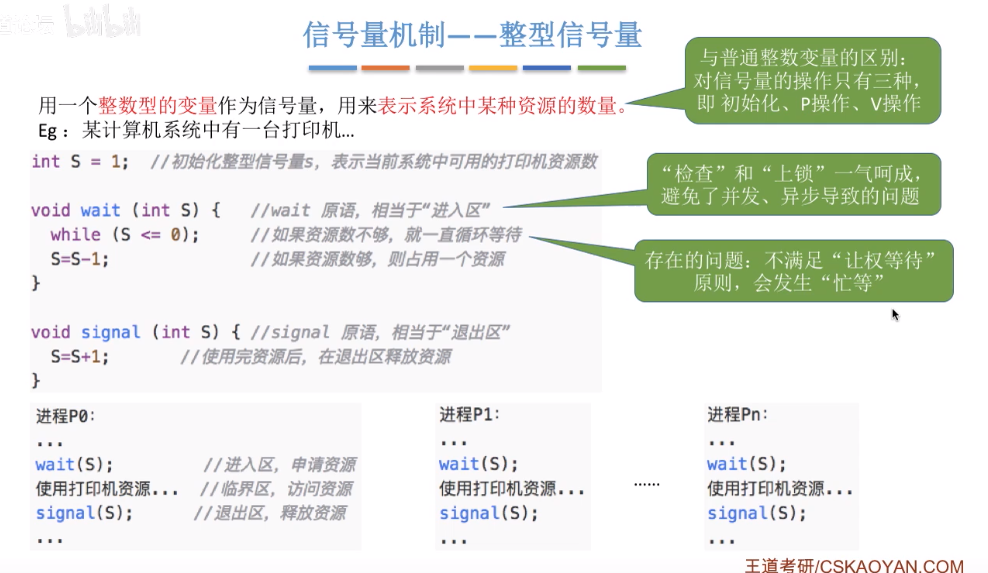 信号量机制——整型信号量
与普通整数变量的区别：
对信号量的操作只有三种，
即 初始化、P操作、V操作
用一个整数型的变量作为信号量，用来表示系统中某种资源的数量。
Eg：某计算机系统中有一台打印机...
int S = 1; //初始化整型信号量s，表示当前系统中可用的打印机资源数
“检查”和“上锁”一气呵成，
避免了并发、异步导致的问题
void wait (int S) { //wait 原语，相当于“进入区”
while (S <= 0); //如果资源数不够，就一直循环等待
S=S-1; //如果资源数够，则占用一个资源
}
存在的问题：不满足“让权等待”
原则，会发生“忙等”
void signal (int S) { //signal 原语，相当于“退出区”
S=S+1; //使用完资源后，在退出区释放资源
}
进程P0：
...
wait(S); //进入区，申请资源
使用打印机资源... //临界区，访问资源
signal(S); //退出区，释放资源
...
进程P1：
...
wait(S);
使用打印机资源...
signal(S);
...
......
进程Pn：
...
wait(S);
使用打印机资源...
signal(S);
...
王道考研/CSKAOYAN.COM